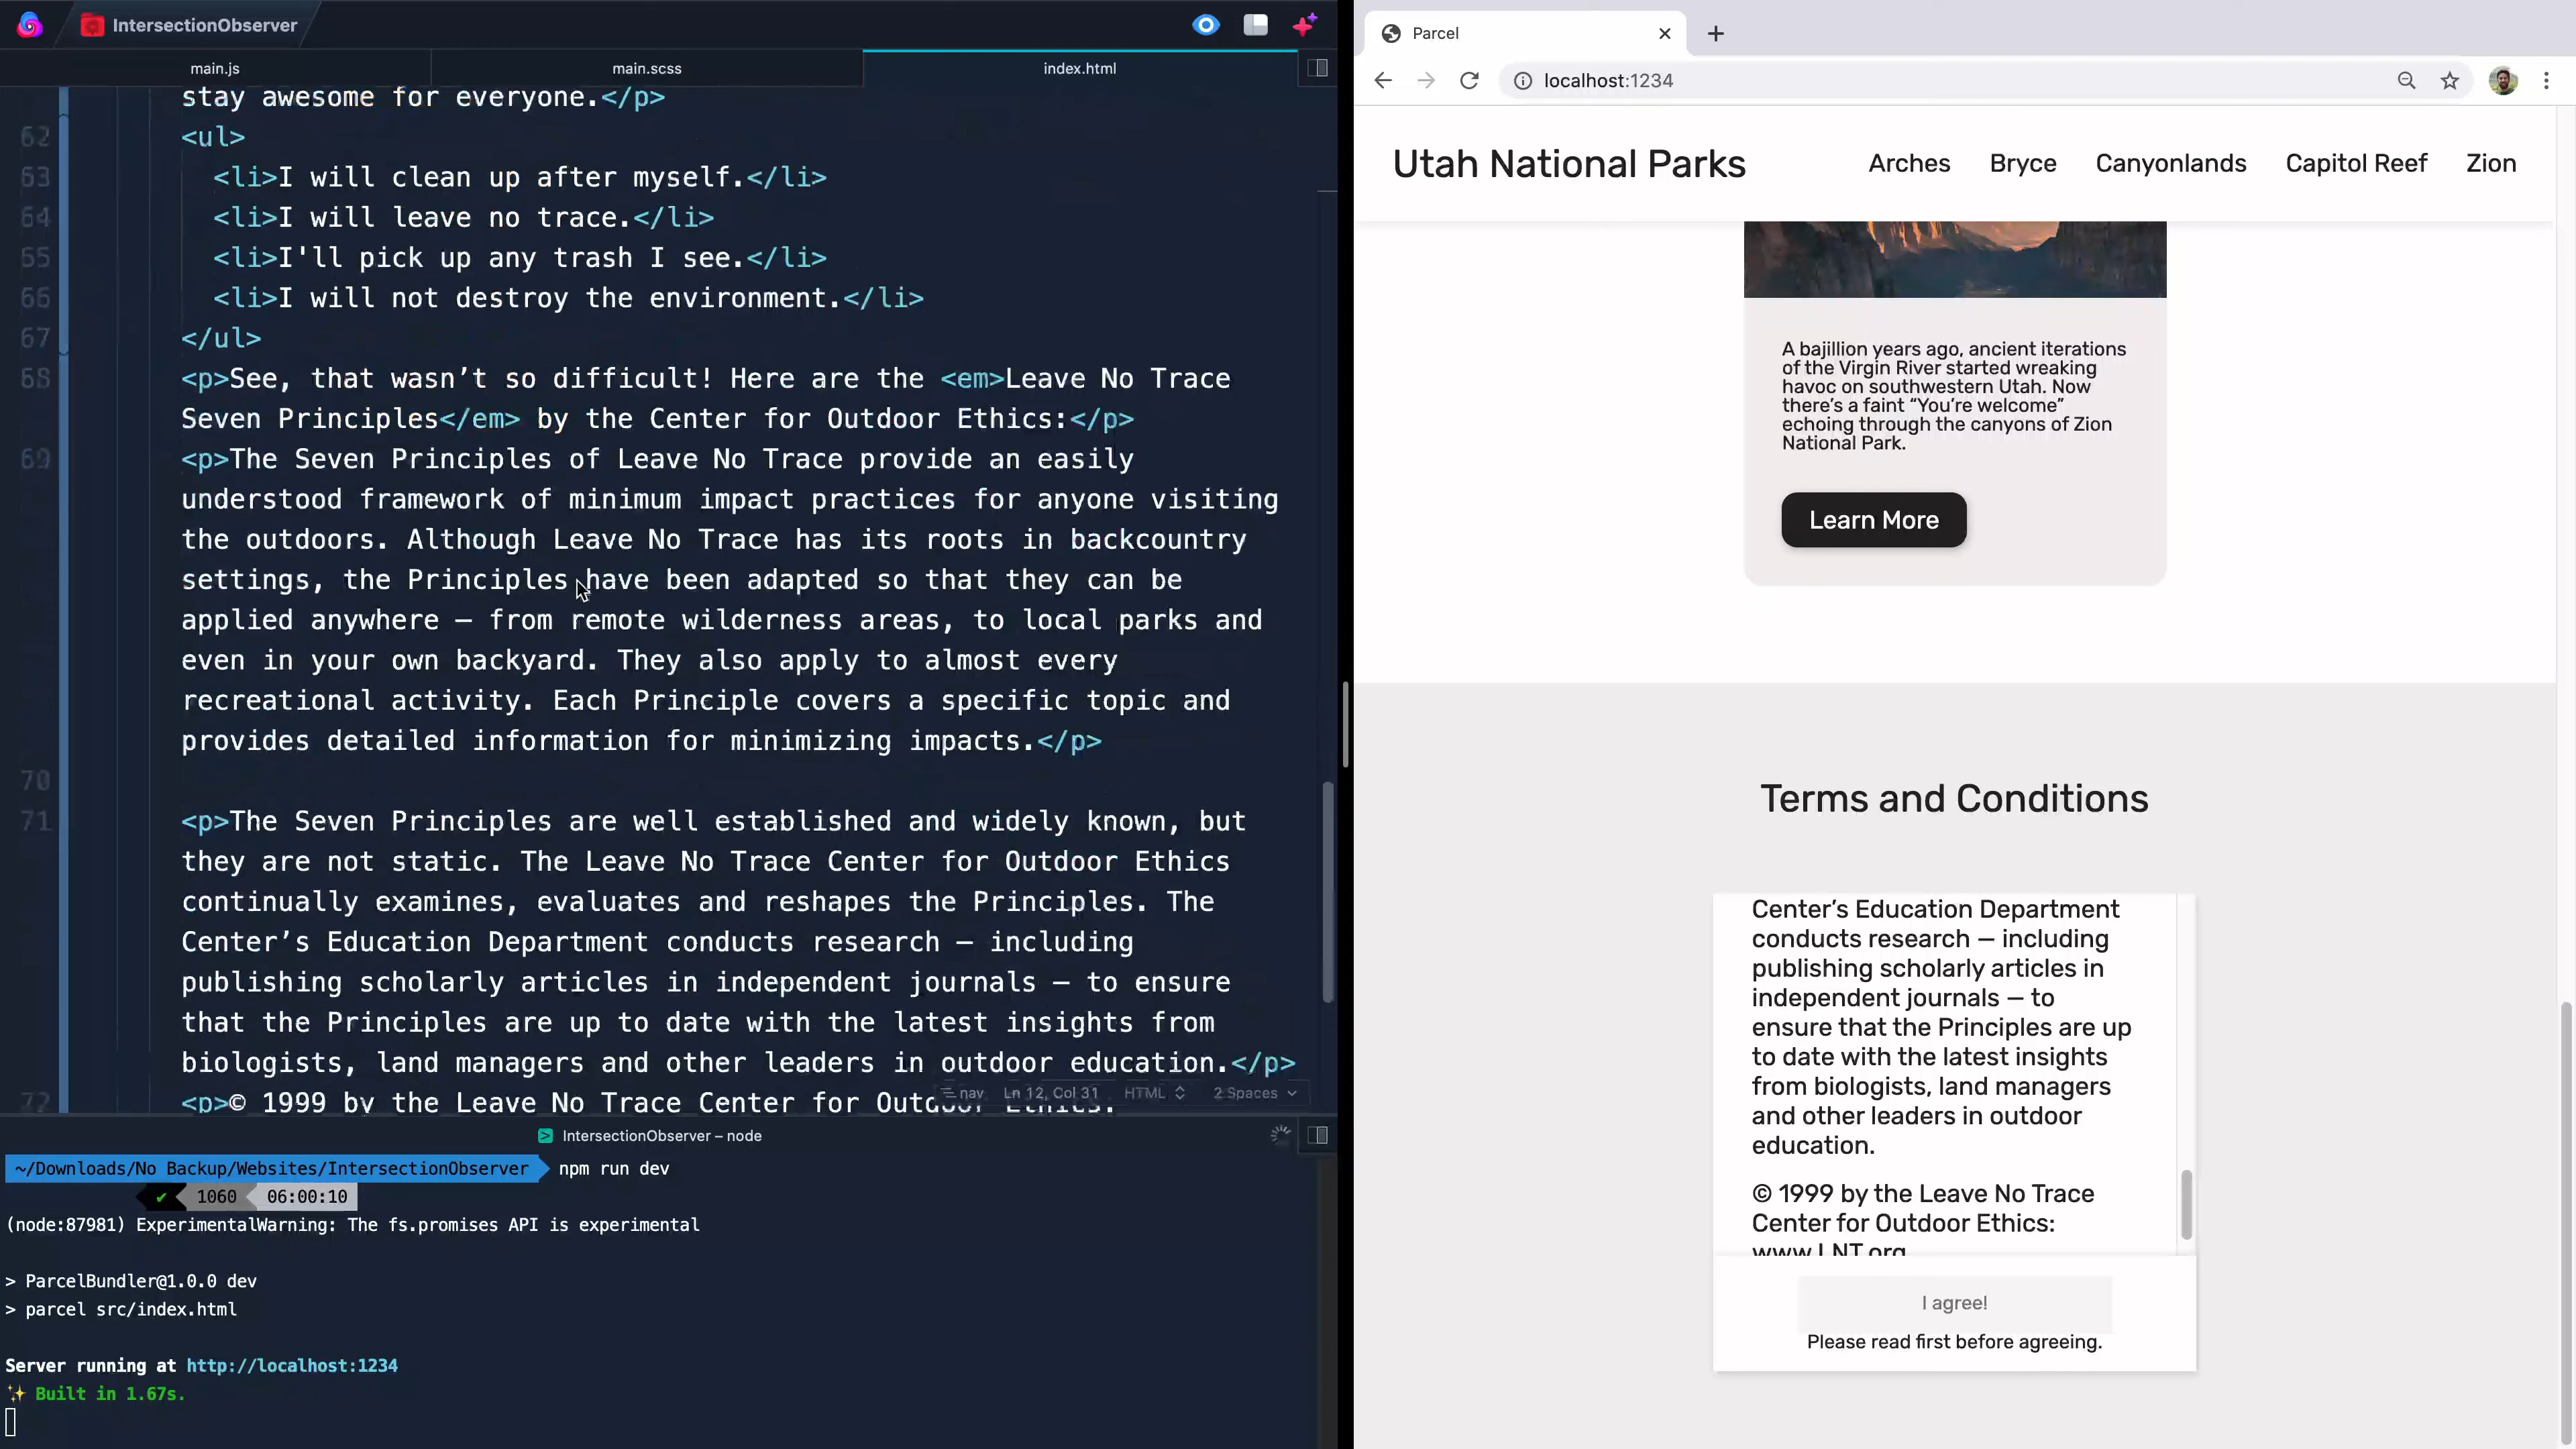 IntersectionObserver
main.js
main.scss
index.html
stay awesome for everyone.</p>
62 <ul>
63 <li>I will clean up after myself.</li>
64 <li>I will leave no trace.</li>
65 <li>I'll pick up any trash I see.</li>
66 <li>I will not destroy the environment.</li>
67 </ul>
68 <p>See, that wasn’t so difficult! Here are the <em>Leave No Trace
Seven Principles</em> by the Center for Outdoor Ethics:</p>
69 <p>The Seven Principles of Leave No Trace provide an easily
understood framework of minimum impact practices for anyone visiting
the outdoors. Although Leave No Trace has its roots in backcountry
settings, the Principles have been adapted so that they can be
applied anywhere — from remote wilderness areas, to local parks and
even in your own backyard. They also apply to almost every
recreational activity. Each Principle covers a specific topic and
provides detailed information for minimizing impacts.</p>
70
71 <p>The Seven Principles are well established and widely known, but
they are not static. The Leave No Trace Center for Outdoor Ethics
continually examines, evaluates and reshapes the Principles. The
Center’s Education Department conducts research — including
publishing scholarly articles in independent journals — to ensure
that the Principles are up to date with the latest insights from
biologists, land managers and other leaders in outdoor education.</p>
72 <p>© 1999 by the Leave No Trace Center for Outdoor Ethics:
nav Ln 12, Col 31 HTML 2 Spaces
IntersectionObserver – node
~/Downloads/No Backup/Websites/IntersectionObserver npm run dev
✔ 1060 06:00:10
(node:87981) ExperimentalWarning: The fs.promises API is experimental
> ParcelBundler@1.0.0 dev
> parcel src/index.html
Server running at http://localhost:1234
✨ Built in 1.67s.
Parcel
localhost:1234
Utah National Parks
Arches Bryce Canyonlands Capitol Reef Zion
A bajillion years ago, ancient iterations
of the Virgin River started wreaking
havoc on southwestern Utah. Now
there’s a faint “You’re welcome”
echoing through the canyons of Zion
National Park.
Learn More
Terms and Conditions
Center’s Education Department
conducts research — including
publishing scholarly articles in
independent journals — to
ensure that the Principles are up
to date with the latest insights
from biologists, land managers
and other leaders in outdoor
education.
© 1999 by the Leave No Trace
Center for Outdoor Ethics:
www.LNT.org
I agree!
Please read first before agreeing.